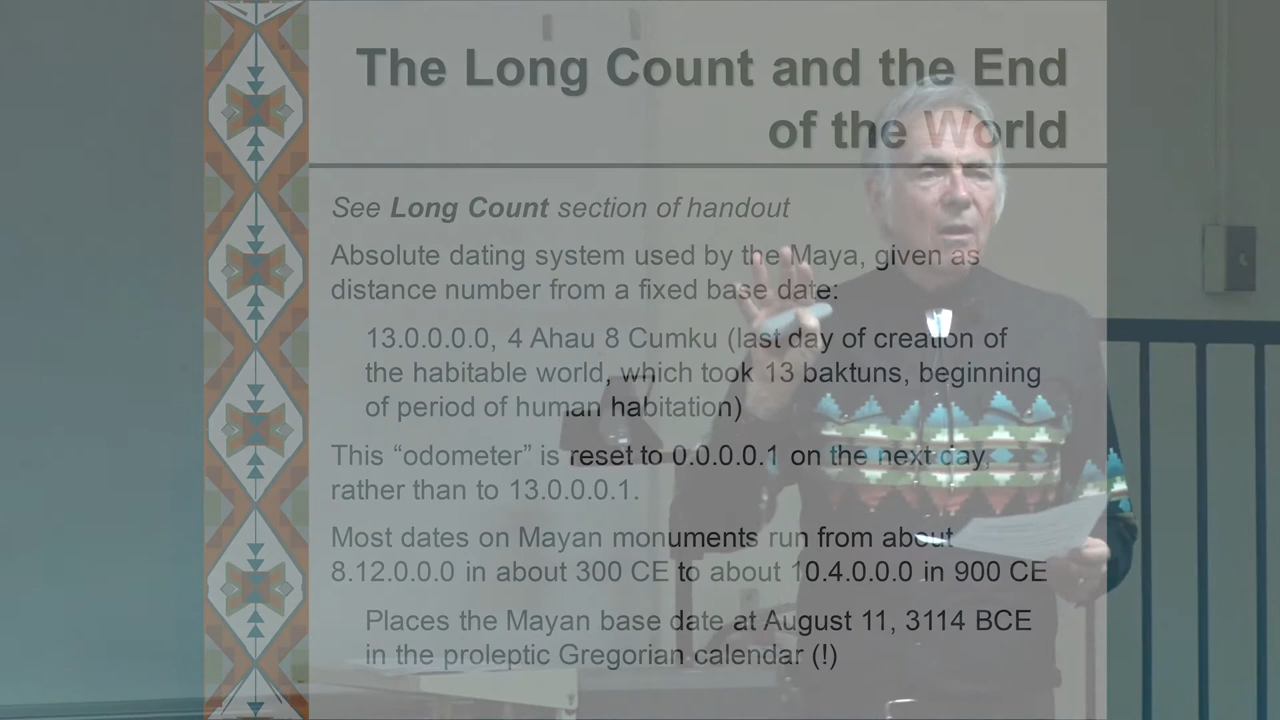 The Long Count and the End
of the World
See Long Count section of handout
Absolute dating system used by the Maya, given as
distance number from a fixed base date:
13.0.0.0.0, 4 Ahau 8 Cumku (last day of creation of
the habitable world, which took 13 baktuns, beginning
of period of human habitation)
This “odometer” is reset to 0.0.0.0.1 on the next day,
rather than to 13.0.0.0.1.
Most dates on Mayan monuments run from about
8.12.0.0.0 in about 300 CE to about 10.4.0.0.0 in 900 CE
Places the Mayan base date at August 11, 3114 BCE
in the proleptic Gregorian calendar (!)